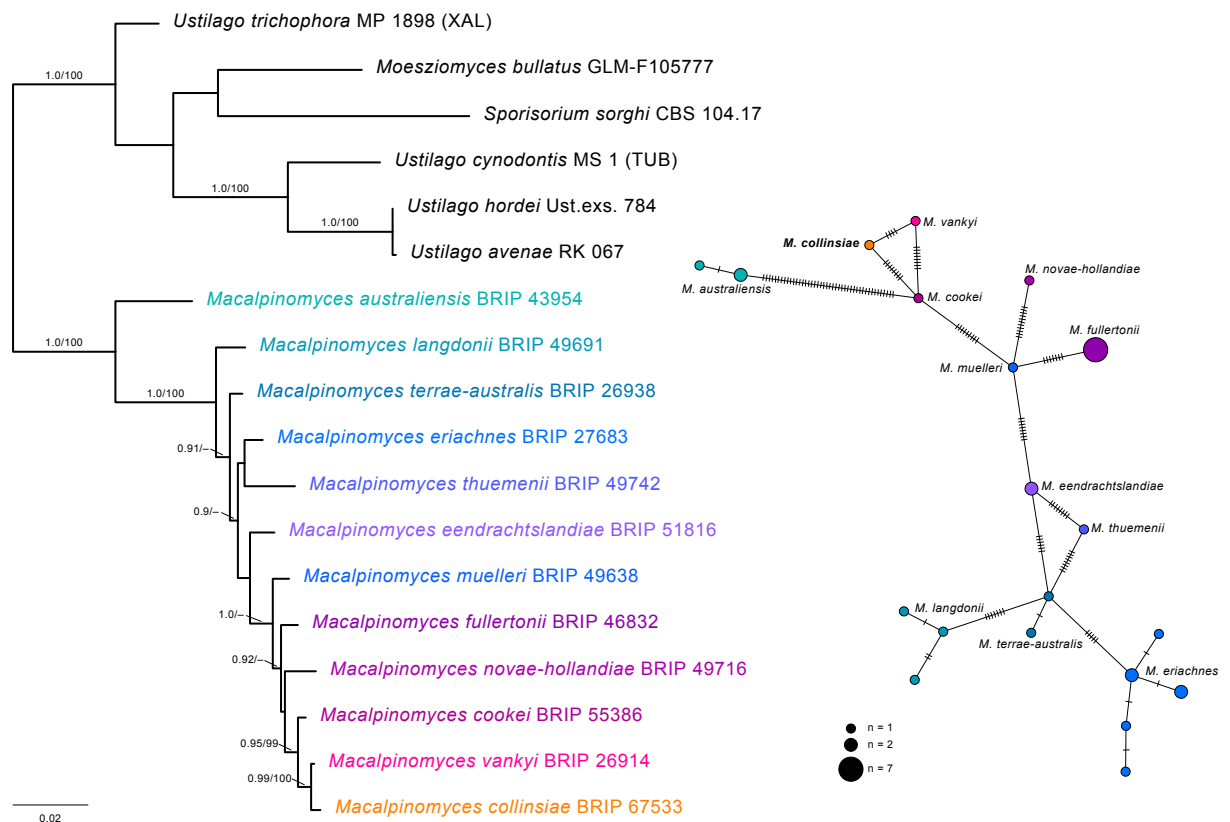 Ustilago trichophora MP 1898 (XAL)
1.0/100
Moesziomyces bullatus GLM-F105777
Sporisorium sorghi CBS 104.17
Ustilago cynodontis MS 1 (TUB)
1.0/100
Ustilago hordei Ust.exs. 784
1.0/100
Ustilago avenae RK 067
Macalpinomyces australiensis BRIP 43954
1.0/100
Macalpinomyces langdonii BRIP 49691
1.0/100
Macalpinomyces terrae-australis BRIP 26938
Macalpinomyces eriachnes BRIP 27683
0.91/–
Macalpinomyces thuemenii BRIP 49742
0.9/–
Macalpinomyces eendrachtslandiae BRIP 51816
Macalpinomyces muelleri BRIP 49638
1.0/–
Macalpinomyces fullertonii BRIP 46832
0.92/–
Macalpinomyces novae-hollandiae BRIP 49716
Macalpinomyces cookei BRIP 55386
0.95/99
Macalpinomyces vankyi BRIP 26914
0.99/100
Macalpinomyces collinsiae BRIP 67533
0.02
M. vankyi
M. collinsiae
M. novae-hollandiae
M. australiensis
M. cookei
M. fullertonii
M. muelleri
M. eendrachtslandiae
M. thuemenii
M. langdonii
M. terrae-australis
M. eriachnes
n = 1
n = 2
n = 7